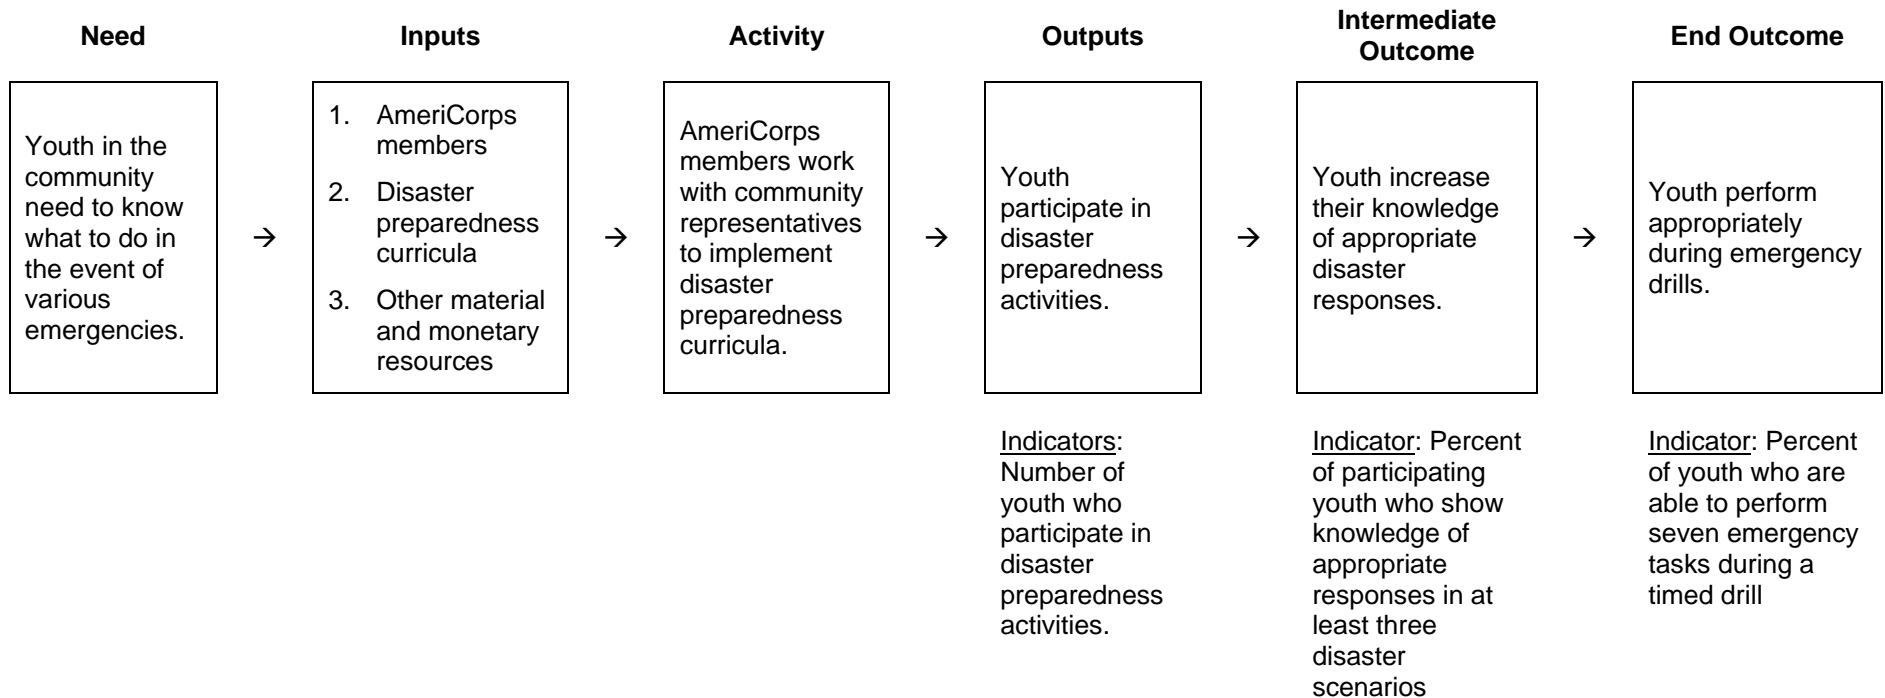 Need
Inputs
Activity
Outputs
Intermediate
Outcome
End Outcome
Youth in the
community
need to know
what to do in
the event of
various
emergencies.
→
1. AmeriCorps
members
2. Disaster
preparedness
curricula
3. Other material
and monetary
resources
→
AmeriCorps
members work
with community
representatives
to implement
disaster
preparedness
curricula.
→
Youth
participate in
disaster
preparedness
activities.
→
Youth increase
their knowledge
of appropriate
disaster
responses.
→
Youth perform
appropriately
during emergency
drills.
Indicators:
Number of
youth who
participate in
disaster
preparedness
activities.
Indicator: Percent
of participating
youth who show
knowledge of
appropriate
responses in at
least three
disaster
scenarios
Indicator: Percent
of youth who are
able to perform
seven emergency
tasks during a
timed drill